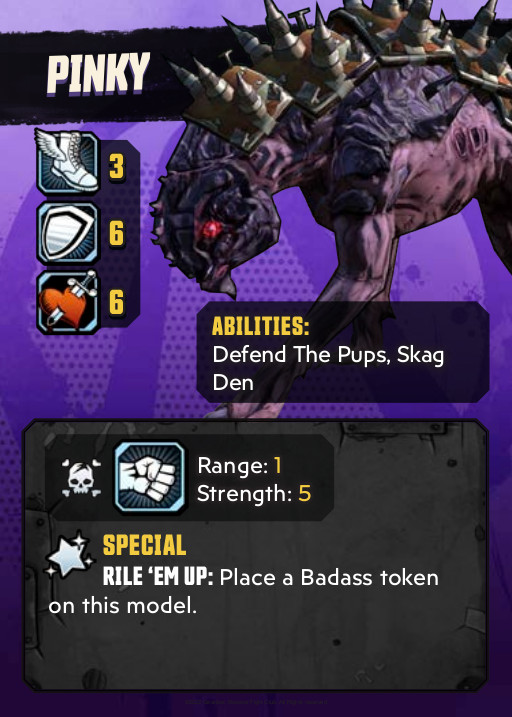 PINKY
3
6
6
ABILITIES:
Defend The Pups, Skag
Den
Range: 1
Strength: 5
SPECIAL
RILE ‘EM UP: Place a Badass token
on this model.